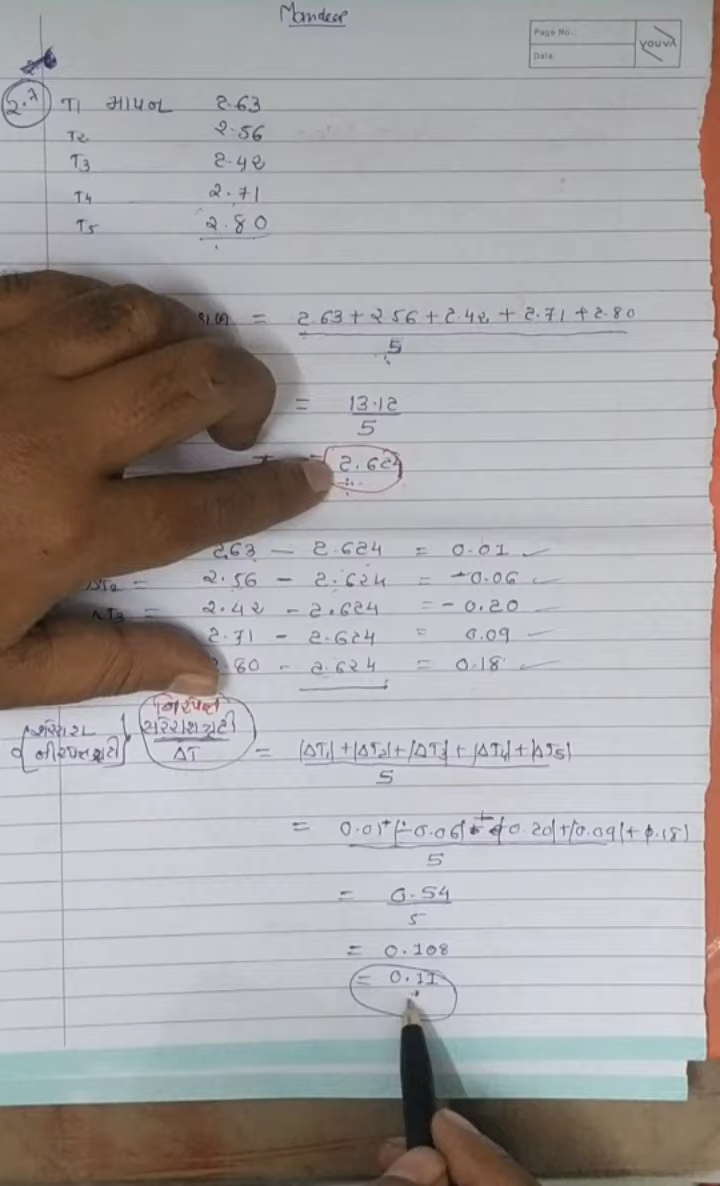 Mandeep
Page No.:
Date:
YOUVA
2.7 T1 માપન 2.63
T2 2.56
T3 2.42
T4 2.71
T5 2.80
= 2.63 + 2.56 + 2.42 + 2.71 + 2.80
5
= 13.12
5
= 2.624
2.63 - 2.624 = 0.01
= 2.56 - 2.624 = -0.06
ΔT3 = 2.42 - 2.624 = - 0.20
2.71 - 2.624 = 0.09
.80 - 2.624 = 0.18
નિરપેક્ષ
સરેરાશ ત્રુટી
ΔT = |ΔT1| + |ΔT2| + |ΔT3| + |ΔT4| + |ΔT5|
5
= 0.01 + |-0.06| + |0.20| + |0.09| + |0.18|
5
= 0.54
5
= 0.108
= 0.11